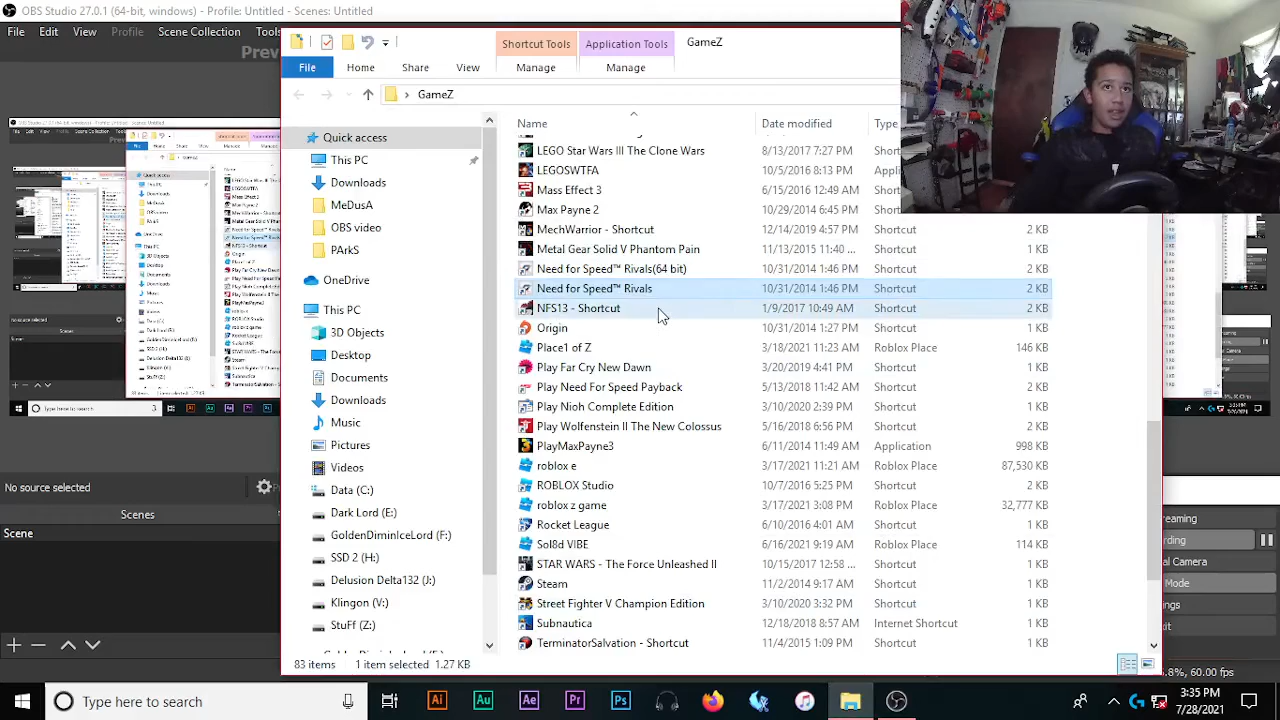 OBS Studio 27.0.1 (64-bit, windows) - Profile: Untitled - Scenes: Untitled
File Edit View Profile Scene Collection Tools
Shortcut Tools Application Tools GameZ
File Home Share View Manage Manage
GameZ
Name Date modified Type
Quick access
This PC
Downloads
MeDusA
OBS video
PArkS
OneDrive
This PC
3D Objects
Desktop
Documents
Downloads
Music
Pictures
Videos
Data (C:)
Dark Lord (E:)
GoldenDiminIceLord (F:)
SSD 2 (H:)
Delusion Delta132 (J:)
Klingon (V:)
StuFF (Z:)
LEGO Star Wars III The Clone Wars 8/13/2017 7:27 PM Short
LEGOSWTFA 10/5/2016 8:13 PM Appli
Mass Effect 3 6/15/2016 12:49 AM Short
Max Payne 2 10/29/2014 6:45 PM Shortcut
MechWarrior - Shortcut 12/14/2019 4:57 PM Shortcut 2 KB
Metal Gear Solid V Phantom Pain 11/13/2015 11:40 Shortcut 1 KB
Need for Speed™ Rivals(64 bit) 10/31/2014 1:46 PM Shortcut 2 KB
Need for Speed™ Rivals 10/31/2014 1:46 PM Shortcut 2 KB
NFS13 - Shortcut 1/9/2017 10:49 AM Shortcut 2 KB
Origin 10/31/2014 1:27 PM Shortcut 1 KB
Place1 of Z 3/18/2021 11:23 AM Roblox Place 146 KB
Play Far Cry New Dawn 3/20/2019 4:41 PM Shortcut 1 KB
Play Need For Speed Payback 5/13/2018 11:42 AM Shortcut 2 KB
Play Nioh Complete Edition 3/10/2020 2:39 PM Shortcut 1 KB
Play Wolfenstein II The New Colossus 5/16/2018 6:56 PM Shortcut 2 KB
PlayMaxPayne3 6/11/2014 11:49 AM Application 998 KB
roblox e 3/17/2021 11:21 AM Roblox Place 87,530 KB
ROBLOX Studio 10/7/2016 5:25 PM Shortcut 2 KB
roblox z game 3/17/2021 3:08 PM Roblox Place 32,777 KB
Rocket League 6/10/2016 4:01 AM Shortcut 1 KB
Sol8d VIBE 6/16/2021 9:19 AM Roblox Place 114 KB
STAR WARS - The Force Unleashed II 10/15/2017 12:58 ... Shortcut 1 KB
Steam 11/2/2014 9:17 AM Shortcut 1 KB
Street Fighter V Champion Edition 3/10/2020 3:32 PM Shortcut 1 KB
Subnautica 12/18/2018 8:57 AM Internet Shortcut 1 KB
TerminatorSalvation - Shortcut 11/4/2015 1:09 PM Shortcut 1 KB
83 items 1 item selected 1.27 KB
No source selected
Scenes
Scene
Type here to search
Ai Au Ae Pr Ps
3:35 PM
7/28/2021